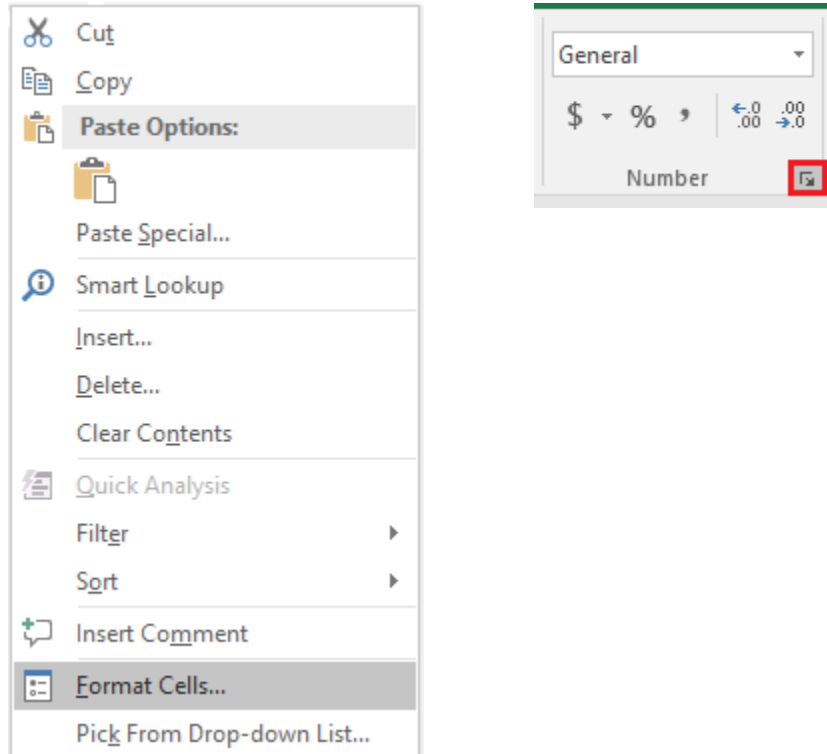 Cut
Copy
Paste Options:
Paste Special...
Smart Lookup
Insert...
Delete...
Clear Contents
Quick Analysis
Filter
Sort
Insert Comment
Format Cells...
Pick From Drop-down List...
General
$ % , .0 .00 .00 .0
Number